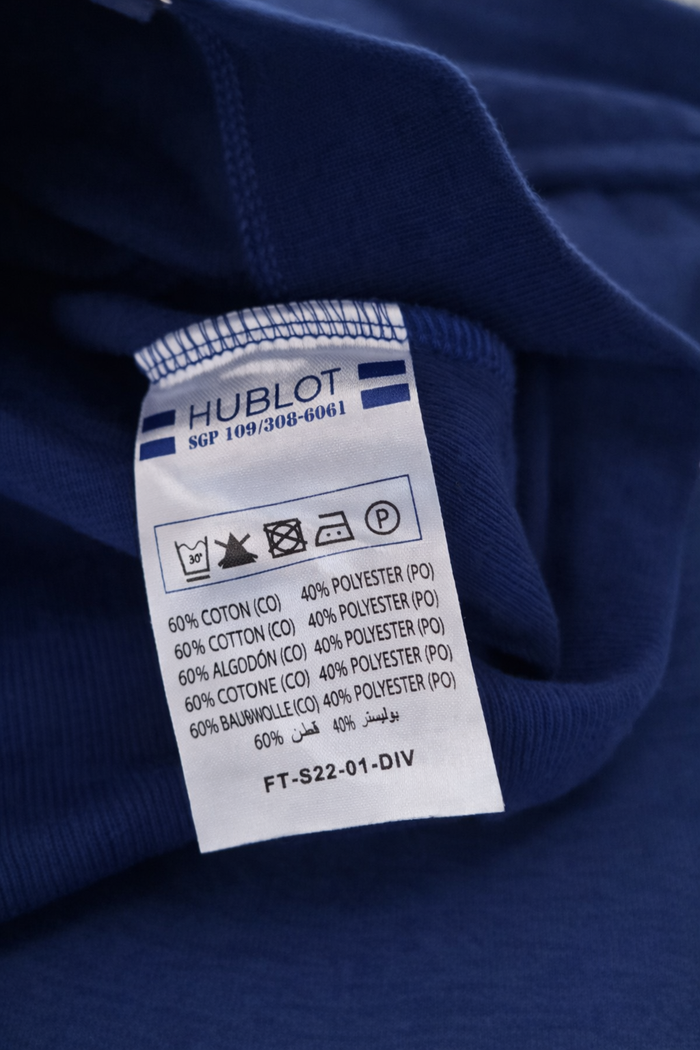 HUBLOT
SGP 109/308-6061
30°
P
60% COTON (CO) 40% POLYESTER (PO)
60% COTTON (CO) 40% POLYESTER (PO)
60% ALGODÓN (CO) 40% POLYESTER (PO)
60% COTONE (CO) 40% POLYESTER (PO)
60% BAUMWOLLE (CO) 40% POLYESTER (PO)
60% قطن 40% بوليستر
FT-S22-01-DIV